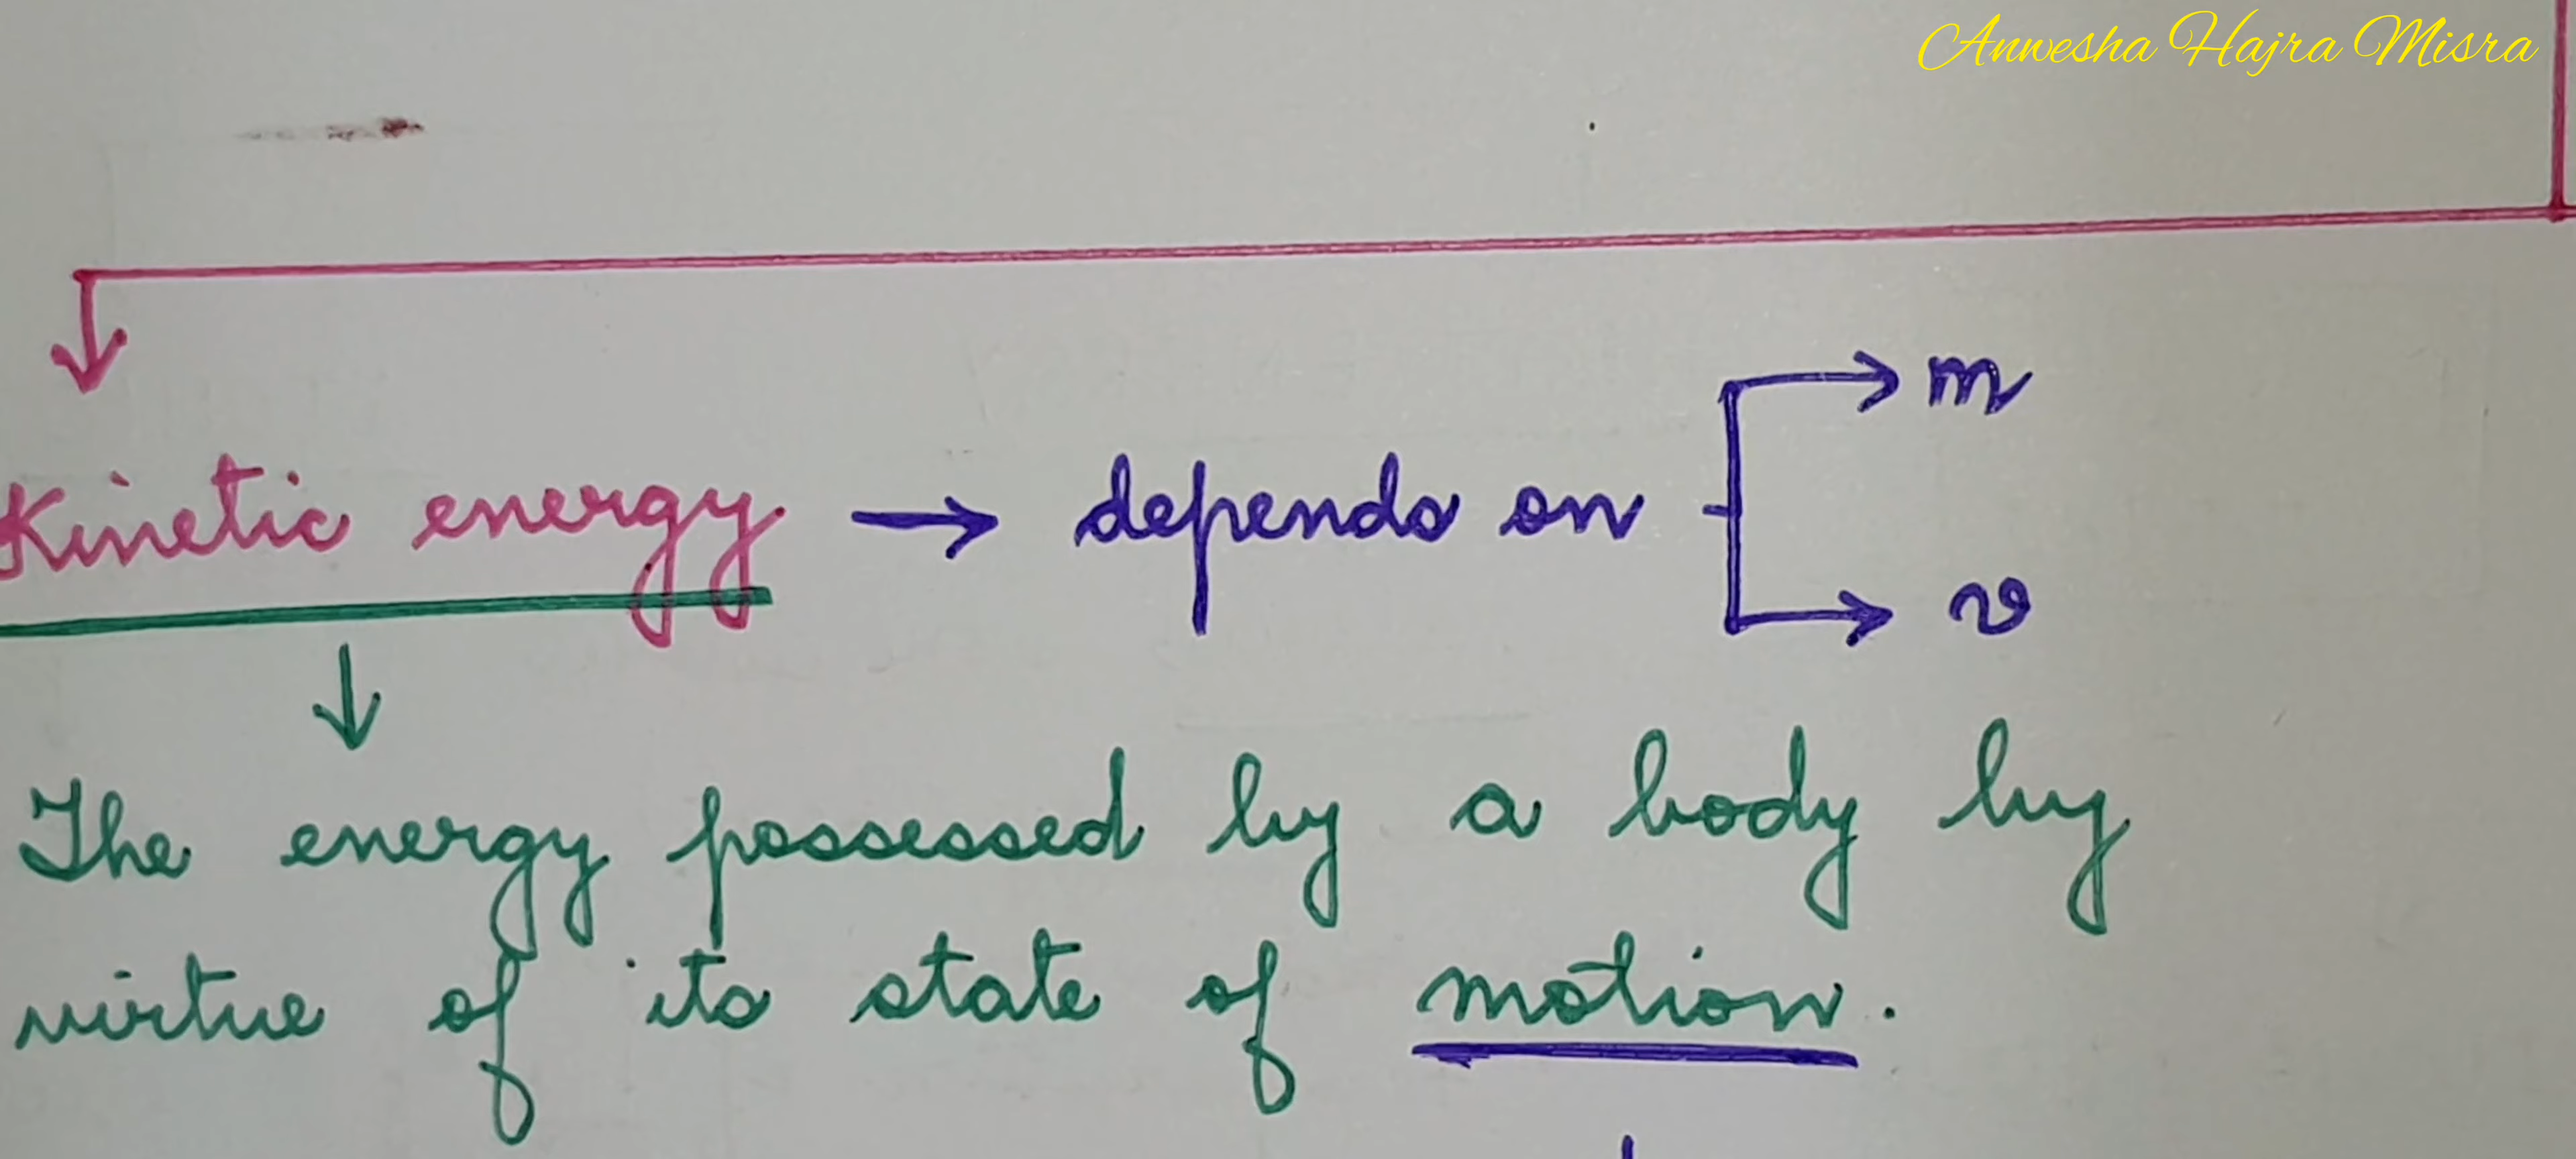 Anwesha Hajra Misra
m
Kinetic energy. → depends on
v
The energy possessed by a body by
virtue of its state of motion.